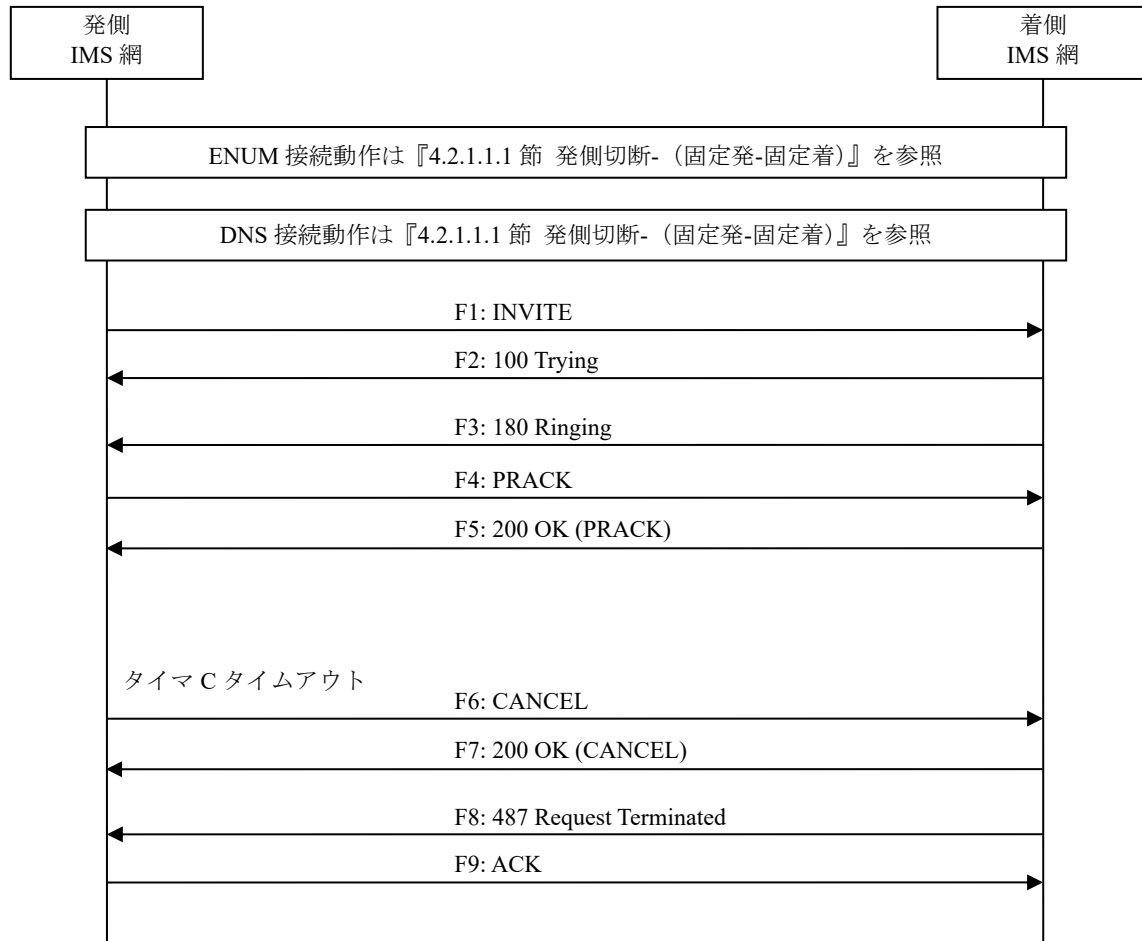 発側
IMS 網
着側
IMS 網
ENUM 接続動作は『4.2.1.1.1 節 発側切断-（固定発-固定着）』を参照
DNS 接続動作は『4.2.1.1.1 節 発側切断-（固定発-固定着）』を参照
F1: INVITE
F2: 100 Trying
F3: 180 Ringing
F4: PRACK
F5: 200 OK (PRACK)
タイマ C タイムアウト
F6: CANCEL
F7: 200 OK (CANCEL)
F8: 487 Request Terminated
F9: ACK